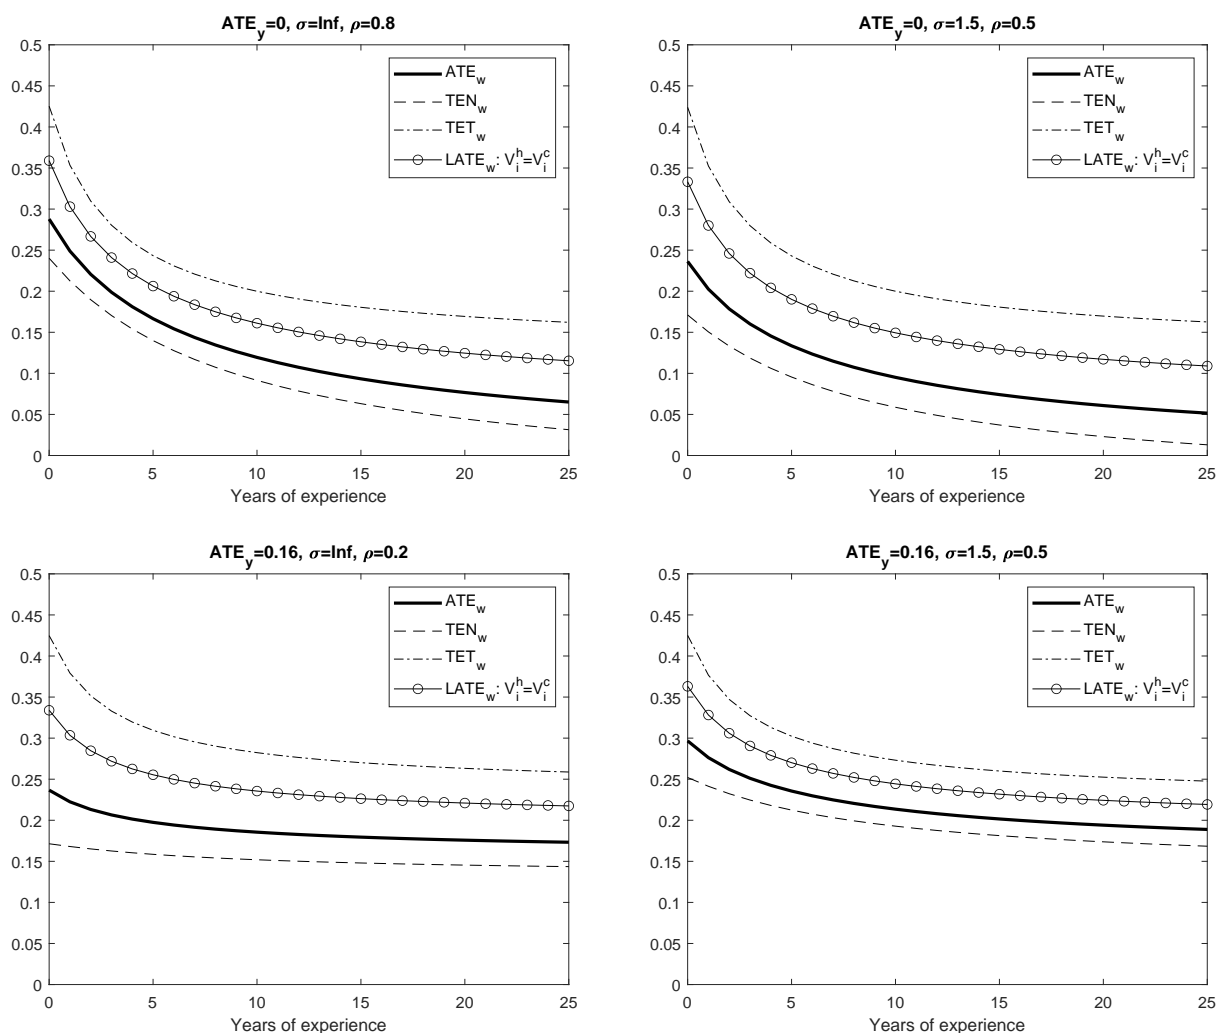 ATE_y=0, σ=Inf, ρ=0.8
0.5
0.45
0.4
0.35
0.3
0.25
0.2
0.15
0.1
0.05
0
ATE_w
TEN_w
TET_w
LATE_w: V_i^h=V_i^c
0 5 10 15 20 25
Years of experience
ATE_y=0, σ=1.5, ρ=0.5
0.5
0.45
0.4
0.35
0.3
0.25
0.2
0.15
0.1
0.05
0
ATE_w
TEN_w
TET_w
LATE_w: V_i^h=V_i^c
0 5 10 15 20 25
Years of experience
ATE_y=0.16, σ=Inf, ρ=0.2
0.5
0.45
0.4
0.35
0.3
0.25
0.2
0.15
0.1
0.05
0
ATE_w
TEN_w
TET_w
LATE_w: V_i^h=V_i^c
0 5 10 15 20 25
Years of experience
ATE_y=0.16, σ=1.5, ρ=0.5
0.5
0.45
0.4
0.35
0.3
0.25
0.2
0.15
0.1
0.05
0
ATE_w
TEN_w
TET_w
LATE_w: V_i^h=V_i^c
0 5 10 15 20 25
Years of experience